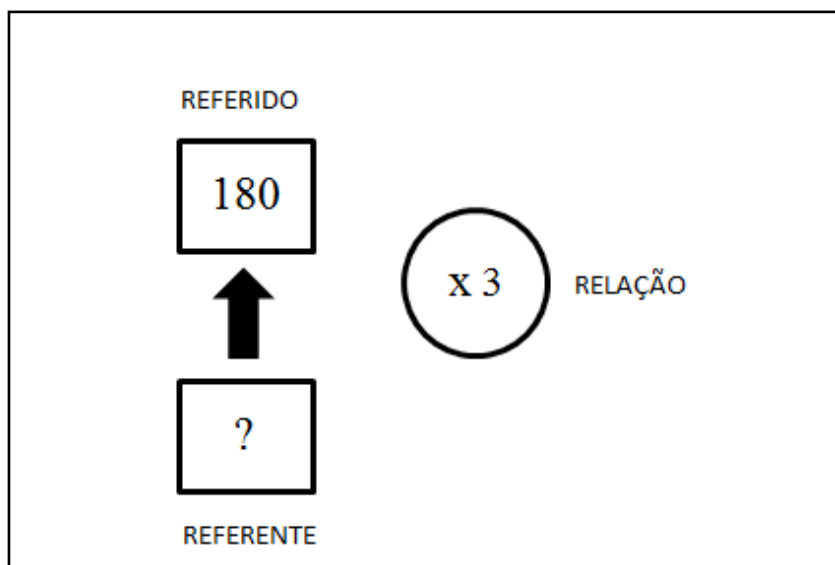 REFERIDO
180
x 3
RELAÇÃO
?
REFERENTE